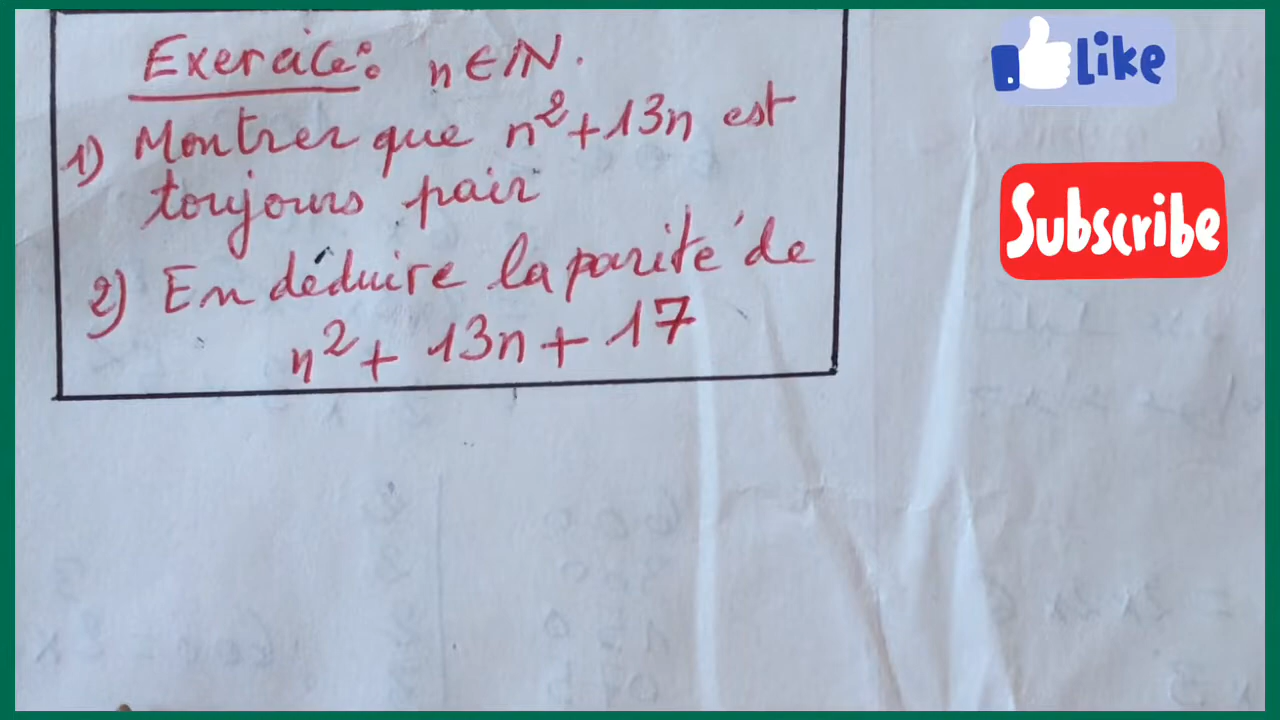 Exercice: n ∈ IN.
1) Montrer que n²+13n est
toujours pair
2) En déduire la parité de
n² + 13n + 17
Like
Subscribe